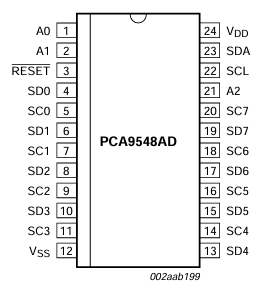 A0 1 24 VDD
A1 2 23 SDA
RESET 3 22 SCL
SD0 4 21 A2
SC0 5 20 SC7
SD1 6 19 SD7
SC1 7 18 SC6
PCA9548AD
SD2 8 17 SD6
SC2 9 16 SC5
SD3 10 15 SD5
SC3 11 14 SC4
VSS 12 13 SD4
002aab199